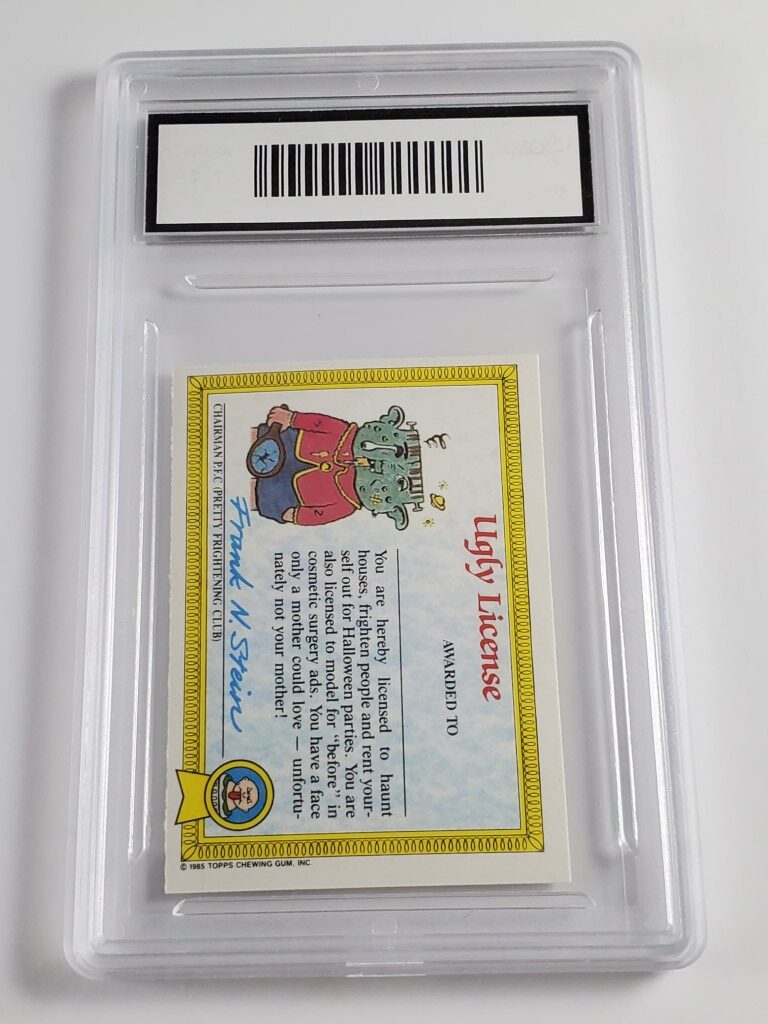 Ugly License
AWARDED TO
You are hereby licensed to haunt
houses, frighten people and rent your-
self out for Halloween parties. You are
also licensed to model for "before" in
cosmetic surgery ads. You have a face
only a mother could love — unfortu-
nately not your mother!
Frank N. Stein
CHAIRMAN P.F.C (PRETTY FRIGHTENING CLUB)
© 1985 TOPPS CHEWING GUM, INC.